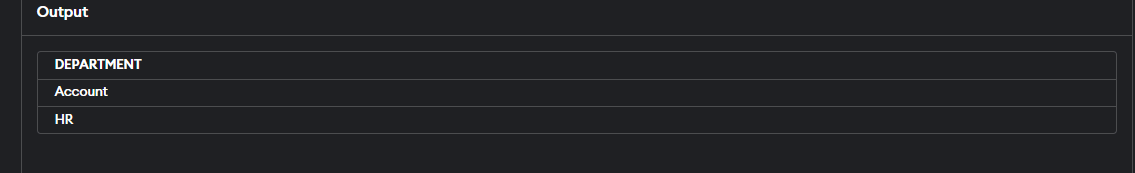 Output
DEPARTMENT
Account
HR